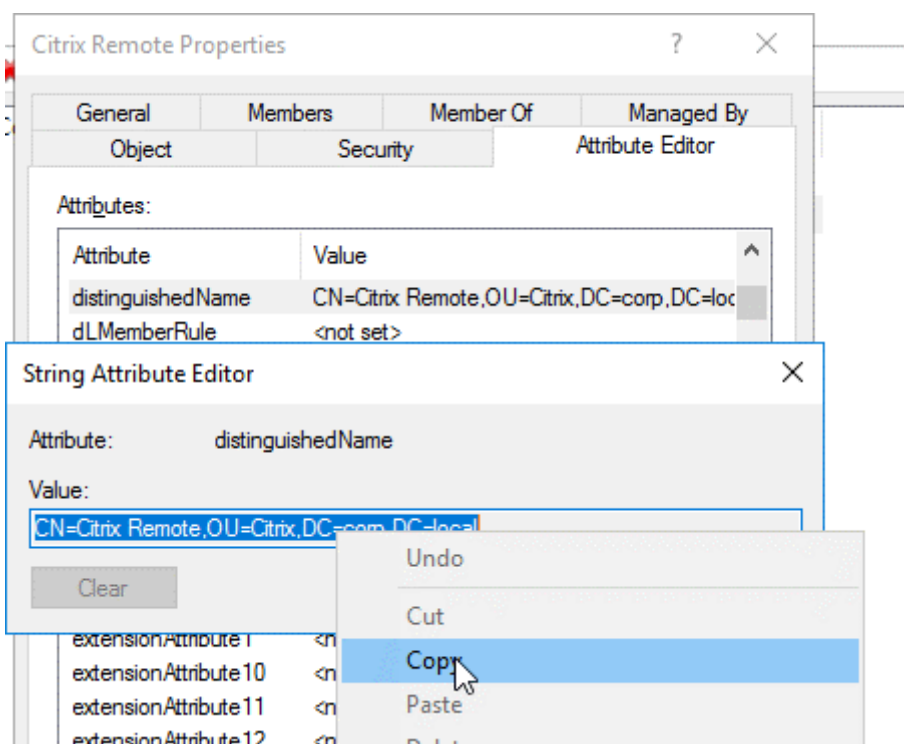 Citrix Remote Properties ?
General Members Member Of Managed By
Object Security Attribute Editor
Attributes:
Attribute Value
distinguishedName CN=Citrix Remote,OU=Citrix,DC=corp,DC=loc
dLMemberRule <not set>
String Attribute Editor
Attribute: distinguishedName
Value:
CN=Citrix Remote,OU=Citrix,DC=corp,DC=local
Undo
Clear
Cut
extensionAttribute1 <n
Copy
extensionAttribute10 <n
extensionAttribute11 <n
Paste
extensionAttribute12 <n